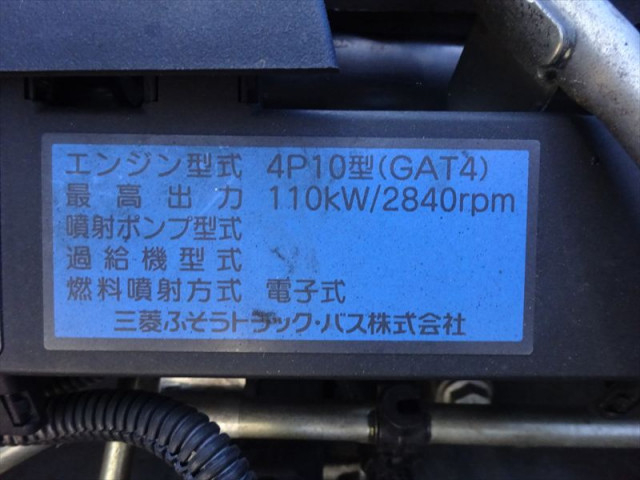 エンジン型式 4P10型(GAT4)
最高出力 110kW/2840rpm
噴射ポンプ型式
過給機型式
燃料噴射方式 電子式
三菱ふそうトラック・バス株式会社